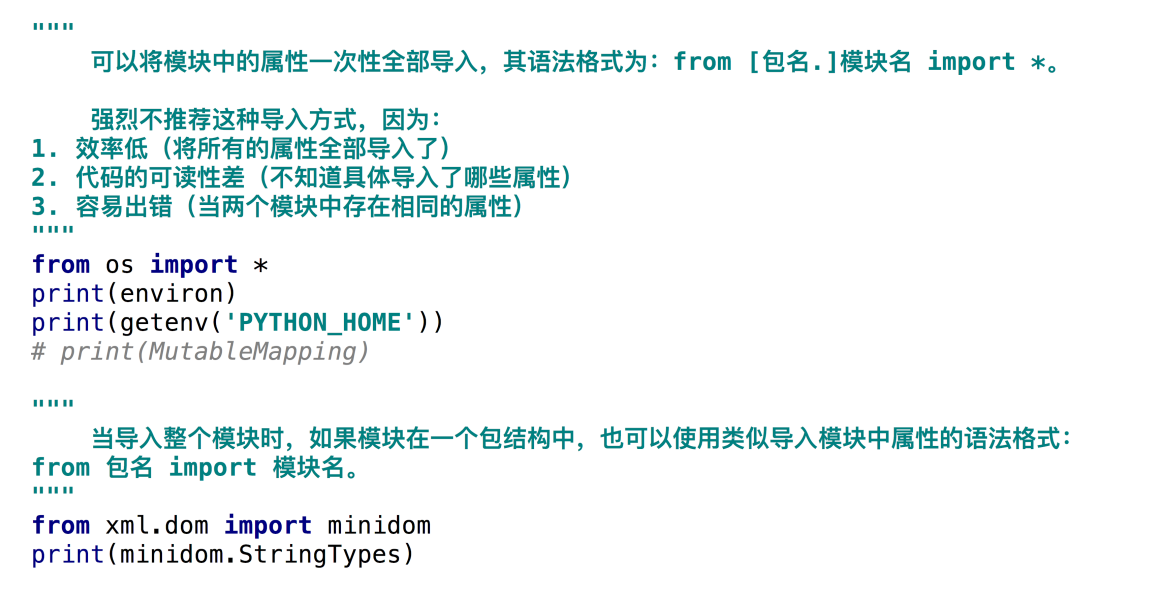 """
    可以将模块中的属性一次性全部导入，其语法格式为：from [包名.]模块名 import *。

    强烈不推荐这种导入方式，因为：
1. 效率低（将所有的属性全部导入了）
2. 代码的可读性差（不知道具体导入了哪些属性）
3. 容易出错（当两个模块中存在相同的属性）
"""
from os import *
print(environ)
print(getenv('PYTHON_HOME'))
# print(MutableMapping)

"""
    当导入整个模块时，如果模块在一个包结构中，也可以使用类似导入模块中属性的语法格式：
from 包名 import 模块名。
"""
from xml.dom import minidom
print(minidom.StringTypes)